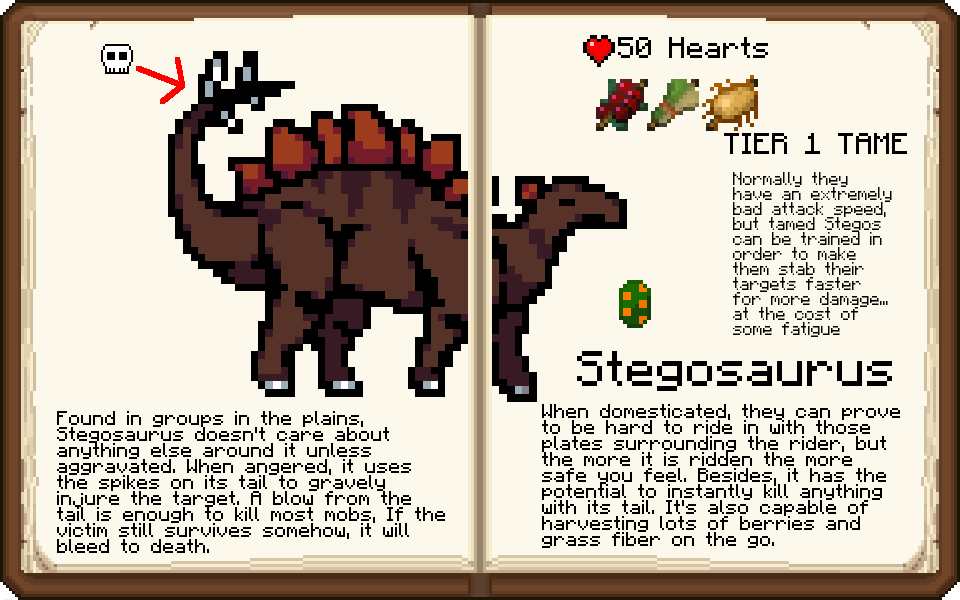 Found in groups in the plains,
Stegosaurus doesn't care about
anything else around it unless
aggravated. When angered, it uses
the spikes on its tail to gravely
injure the target. A blow from the
tail is enough to kill most mobs, If the
victim still survives somehow, it will
bleed to death.
50 Hearts
TIER 1 TAME
Normally they
have an extremely
bad attack speed,
but tamed Stegos
can be trained in
order to make
them stab their
targets faster
for more damage...
at the cost of
some fatigue
Stegosaurus
When domesticated, they can prove
to be hard to ride in with those
plates surrounding the rider, but
the more it is ridden the more
safe you feel. Besides, it has the
potential to instantly kill anything
with its tail. It's also capable of
harvesting lots of berries and
grass fiber on the go.